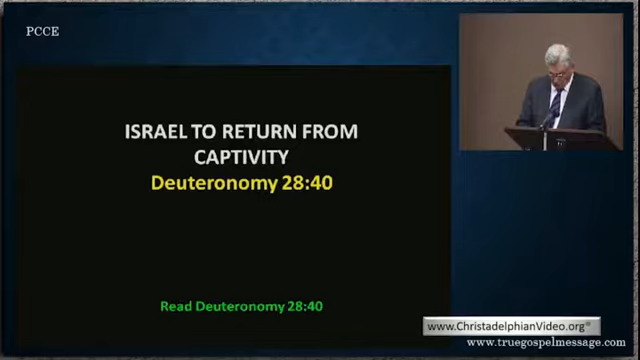 PCCE
ISRAEL TO RETURN FROM
CAPTIVITY
Deuteronomy 28:40
Read Deuteronomy 28:40
www.ChristadelphianVideo.org®
www.truegospelmessage.com